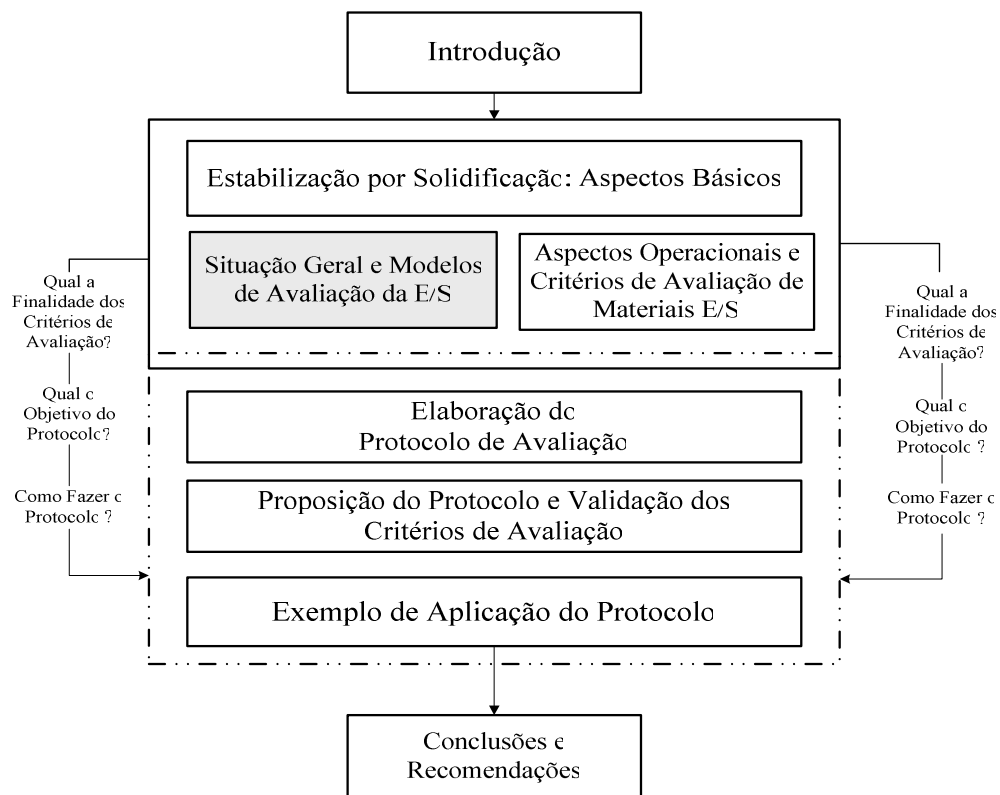 Introdução
Estabilização por Solidificação: Aspectos Básicos
Situação Geral e Modelos
de Avaliação da E/S
Aspectos Operacionais e
Critérios de Avaliação de
Materiais E/S
Qual a
Finalidade dos
Critérios de
Avaliação?
Qual o
Objetivo do
Protocolo?
Como Fazer o
Protocolo ?
Qual a
Finalidade dos
Critérios de
Avaliação?
Qual o
Objetivo do
Protocolo ?
Como Fazer o
Protocolo ?
Elaboração do
Protocolo de Avaliação
Proposição do Protocolo e Validação dos
Critérios de Avaliação
Exemplo de Aplicação do Protocolo
Conclusões e
Recomendações